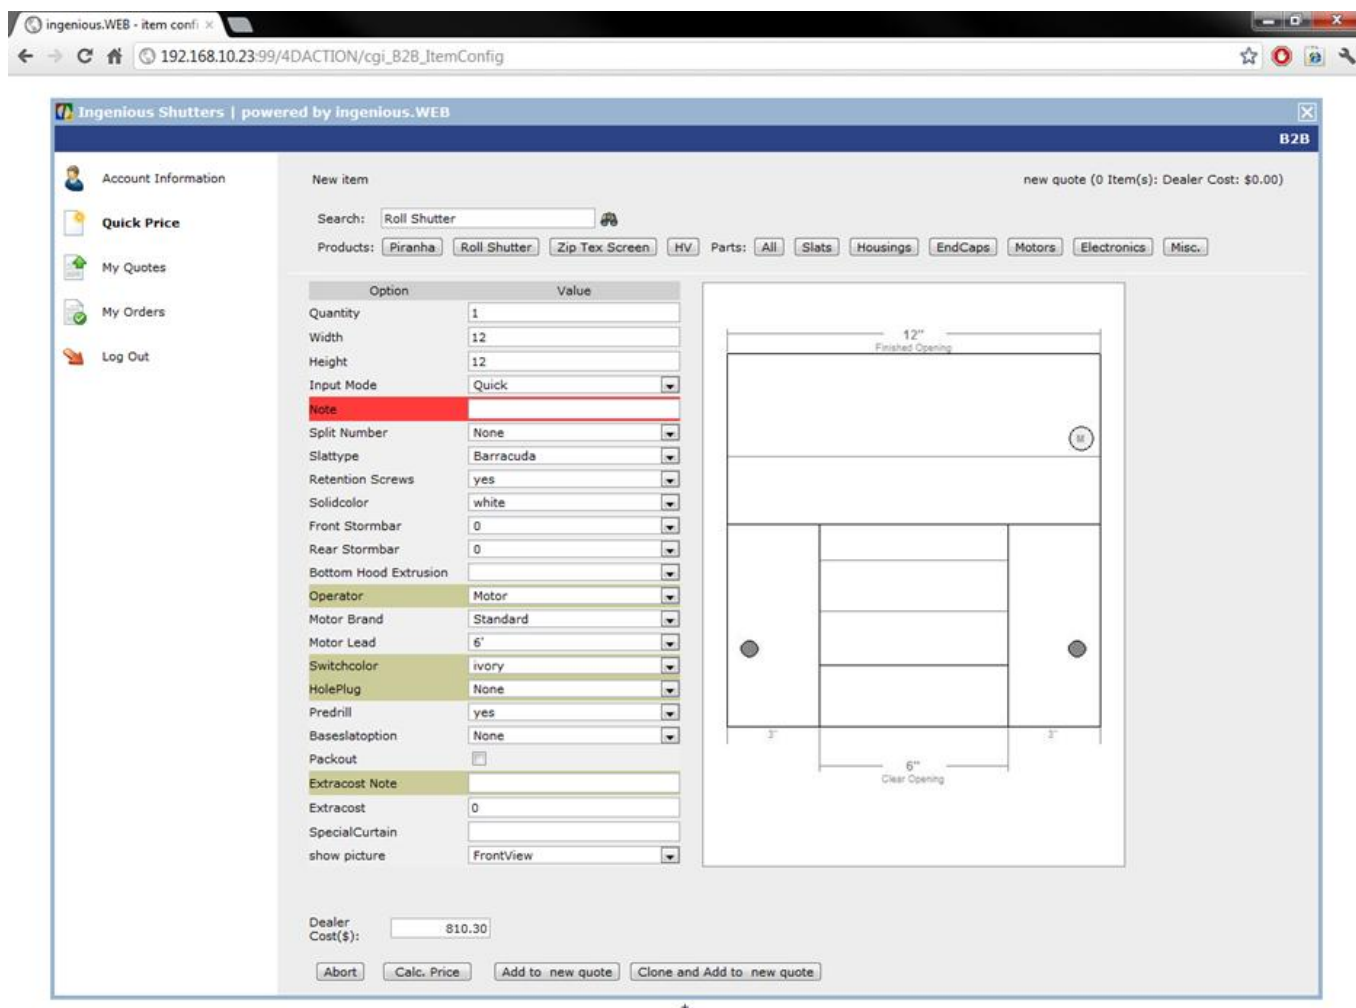 ingenious.WEB - item confi
192.168.10.23:99/4DACTION/cgi_B2B_ItemConfig
Ingenious Shutters | powered by ingenious.WEB
B2B
Account Information
Quick Price
My Quotes
My Orders
Log Out
New item
new quote (0 Item(s): Dealer Cost: $0.00)
Search: Roll Shutter
Products: Piranha Roll Shutter Zip Tex Screen HV Parts: All Slats Housings EndCaps Motors Electronics Misc.
Option Value
Quantity 1
Width 12
Height 12
Input Mode Quick
Note
Split Number None
Slattype Barracuda
Retention Screws yes
Solidcolor white
Front Stormbar 0
Rear Stormbar 0
Bottom Hood Extrusion
Operator Motor
Motor Brand Standard
Motor Lead 6'
Switchcolor ivory
HolePlug None
Predrill yes
Baseslatoption None
Packout
Extracost Note
Extracost 0
SpecialCurtain
show picture FrontView
12"
Finished Opening
M
3" 3"
6"
Clear Opening
Dealer
Cost($): 810.30
Abort Calc. Price Add to new quote Clone and Add to new quote